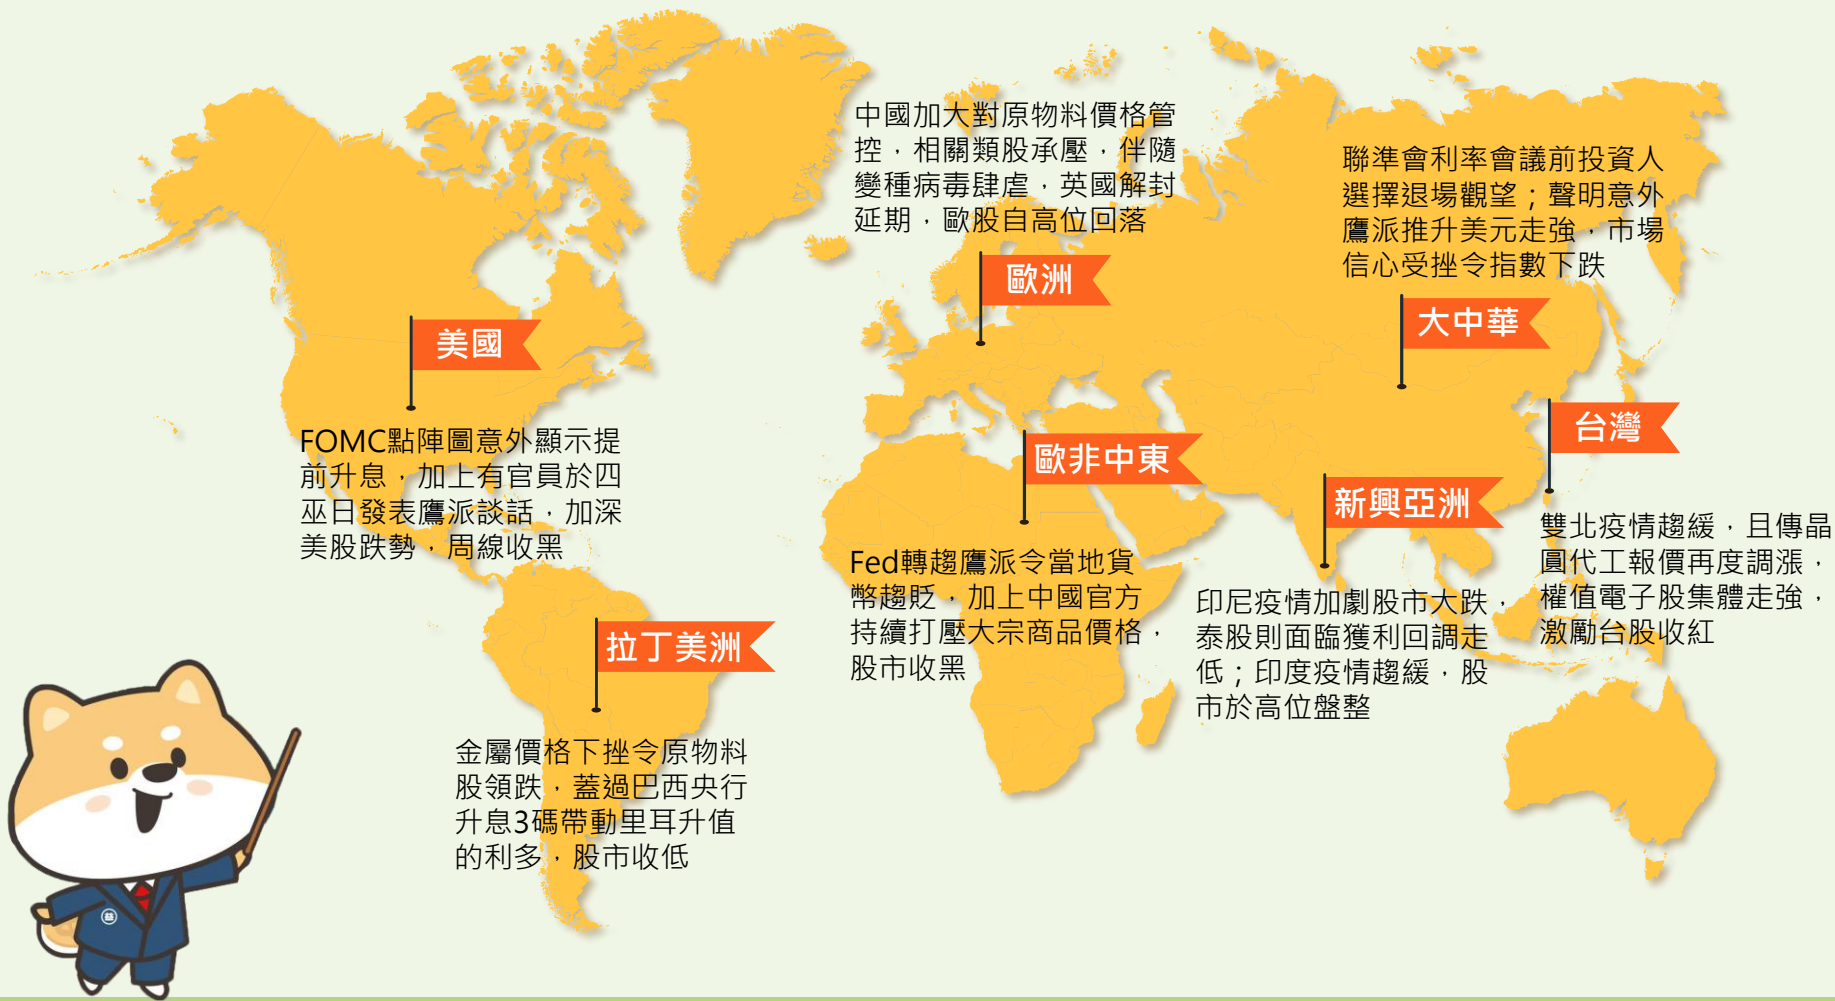 美國
FOMC點陣圖意外顯示提
前升息，加上有官員於四
巫日發表鷹派談話，加深
美股跌勢，周線收黑
拉丁美洲
金屬價格下挫令原物料
股領跌，蓋過巴西央行
升息3碼帶動里耳升值
的利多，股市收低
中國加大對原物料價格管
控，相關類股承壓，伴隨
變種病毒肆虐，英國解封
延期，歐股自高位回落
歐洲
歐非中東
Fed轉趨鷹派令當地貨
幣趨貶，加上中國官方
持續打壓大宗商品價格，
股市收黑
聯準會利率會議前投資人
選擇退場觀望；聲明意外
鷹派推升美元走強，市場
信心受挫令指數下跌
大中華
新興亞洲
印尼疫情加劇股市大跌，
泰股則面臨獲利回調走
低；印度疫情趨緩，股
市於高位盤整
台灣
雙北疫情趨緩，且傳晶
圓代工報價再度調漲，
權值電子股集體走強，
激勵台股收紅